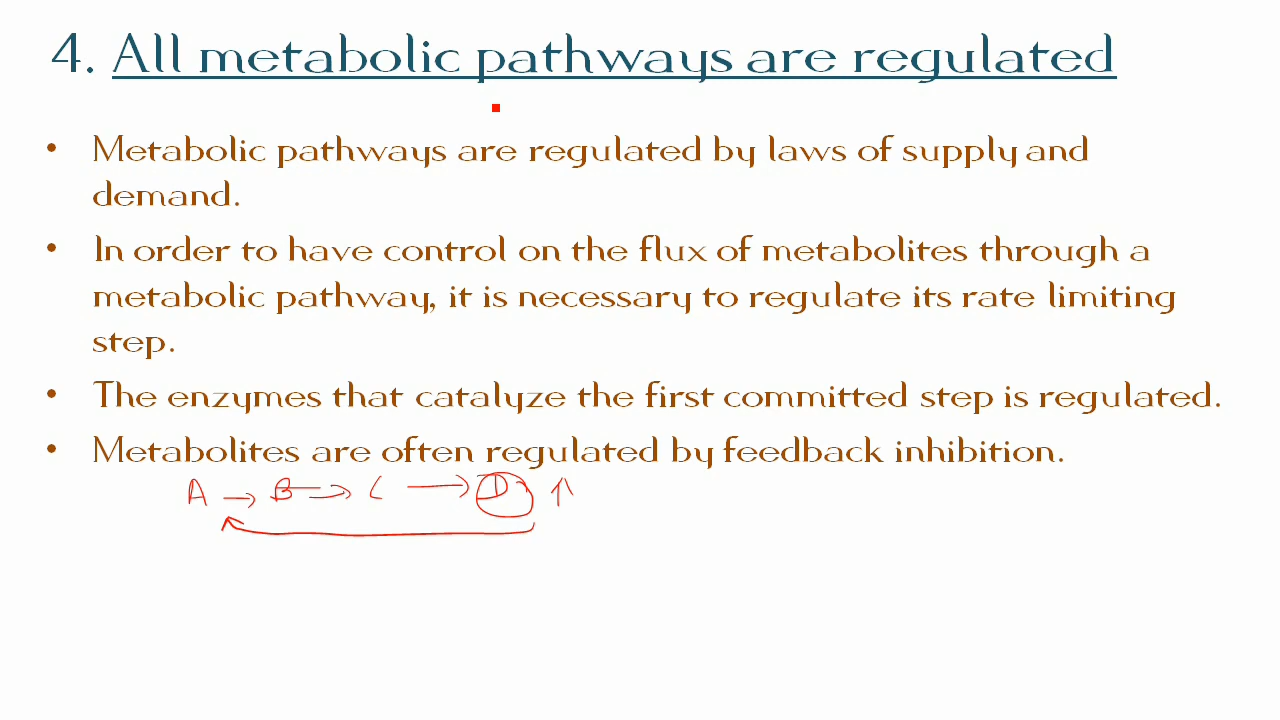 4. All metabolic pathways are regulated
• Metabolic pathways are regulated by laws of supply and
demand.
• In order to have control on the flux of metabolites through a
metabolic pathway, it is necessary to regulate its rate limiting
step.
• The enzymes that catalyze the first committed step is regulated.
• Metabolites are often regulated by feedback inhibition.
A → B → C → D ↑